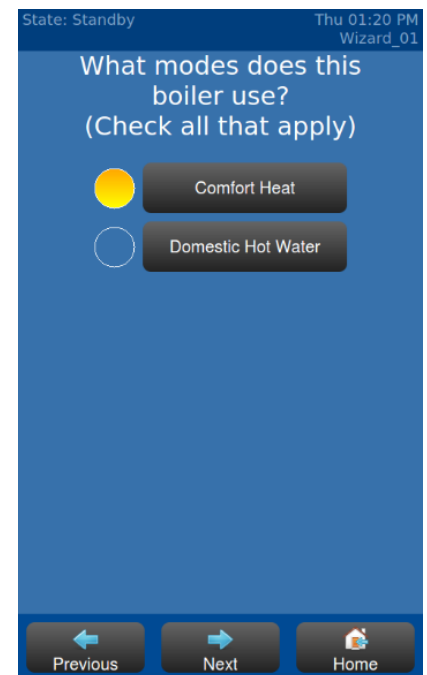 State: Standby
Thu 01:20 PM
Wizard_01
What modes does this
boiler use?
(Check all that apply)
Comfort Heat
Domestic Hot Water
Previous
Next
Home